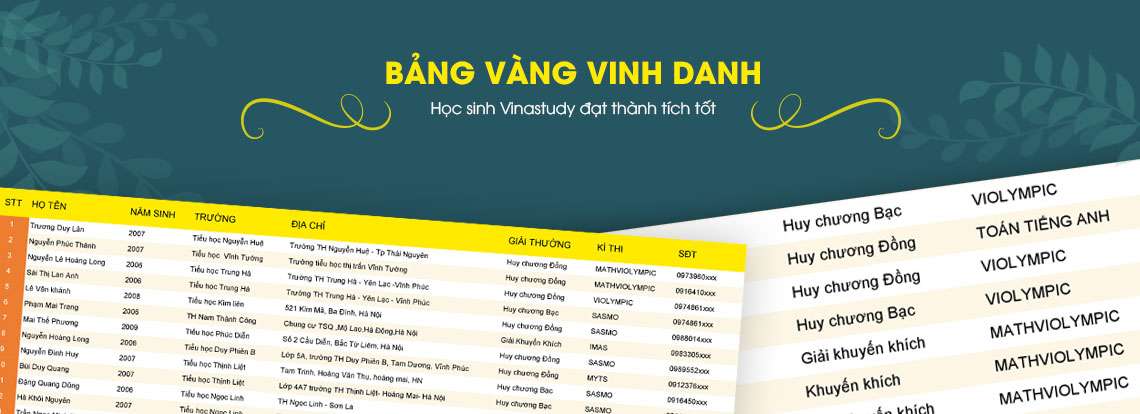 BẢNG VÀNG VINH DANH
Học sinh Vinastudy đạt thành tích tốt
STT HỌ TÊN NĂM SINH TRƯỜNG ĐỊA CHỈ GIẢI THƯỞNG KÌ THI SĐT
1 Trương Duy Lân 2007 Tiểu học Nguyễn Huệ Trường TH Nguyễn Huệ - Tp Thái Nguyên Huy chương Đồng MATHVIOLYMPIC 0973980xxx
2 Nguyễn Phúc Thành 2007 Tiểu học Vĩnh Tường Trường tiểu học thị trấn Vĩnh Tường Huy chương Đồng MATHVIOLYMPIC 0916410xxx
3 Nguyễn Lê Hoàng Long 2006 Tiểu học Trung Hà Trường TH Trung Hà - Yên Lạc -Vĩnh Phúc Huy chương Đồng VIOLYMPIC 0974861xxx
4 Sái Thị Lan Anh 2006 Tiểu học Trung Hà Trường TH Trung Hà - Yên Lạc - Vĩnh Phúc Huy chương Bạc SASMO 0974861xxx
5 Lê Vân khánh 2008 Tiểu học Kim liên 521 Kim Mã, Ba Đình, Hà Nội Huy chương Đồng SASMO 0988014xxx
6 Phạm Mai Trang 2006 TH Nam Thành Công Chung cư TSQ ,Mộ Lao,Hà Đông,Hà Nội Giải Khuyến Khích IMAS 0983305xxx
7 Mai Thế Phương 2009 Tiểu học Phúc Diễn Số 2 Cầu Diễn, Bắc Từ Liêm, Hà Nội Huy chương Đồng SASMO 0989552xxx
8 Nguyễn Hoàng Long 2006 Tiểu học Duy Phiên B Lớp 5A, trường TH Duy Phiên B, Tam Dương, Vĩnh Phúc Huy chương Bạc MYTS 0912376xxx
9 Nguyễn Đình Huy 2007 Tiểu học Thịnh Liệt Tam Trinh, Hoàng Văn Thụ, hoàng mai, HN Huy chương Đồng SASMO 0916450xxx
Bùi Duy Quang 2007 Tiểu học Thịnh Liệt Lớp 4A7 trường TH Thịnh Liệt- Hoàng Mai- Hà Nội Huy chương Bạc SASMO
Đặng Quang Dũng 2006 Tiểu học Ngọc Linh TH Ngọc Linh - Sơn La
Hà Khôi Nguyên 2007
Huy chương Bạc VIOLYMPIC
Huy chương Đồng TOÁN TIẾNG ANH
Huy chương Đồng VIOLYMPIC
Huy chương Bạc VIOLYMPIC
Giải khuyến khích MATHVIOLYMPIC
Khuyến khích MATHVIOLYMPIC
MATHVIOLYMPIC